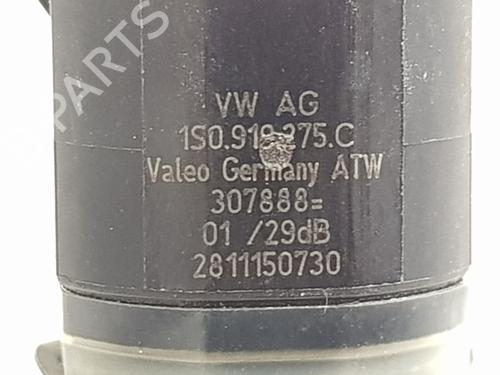 VW AG
1S0.919.275.C
Valeo Germany ATW
307888=
01 /29dB
2811150730